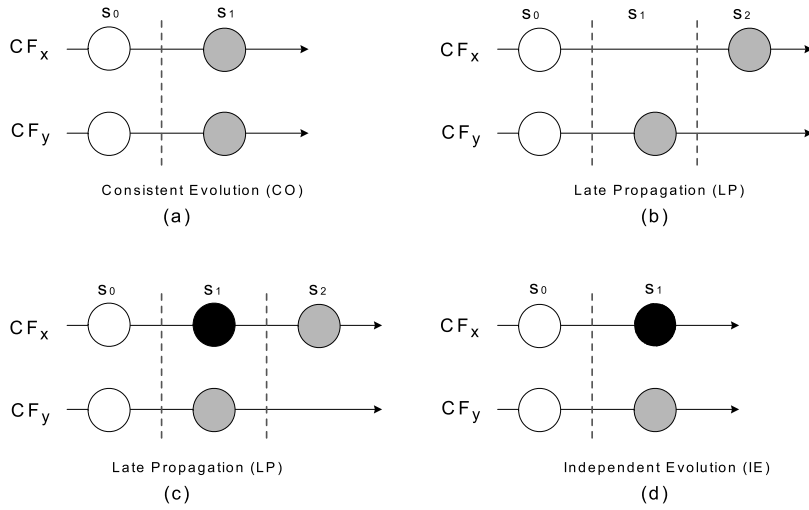 S0 S1
CFx
CFy
Consistent Evolution (CO)
(a)
S0 S1 S2
CFx
CFy
Late Propagation (LP)
(b)
S0 S1 S2
CFx
CFy
Late Propagation (LP)
(c)
S0 S1
CFx
CFy
Independent Evolution (IE)
(d)